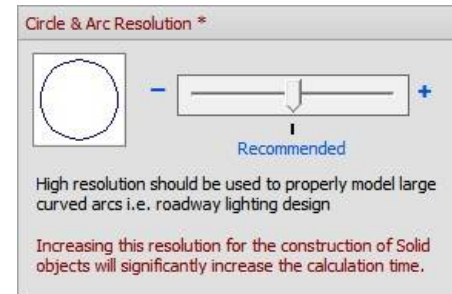 Circle & Arc Resolution *
− +
Recommended
High resolution should be used to properly model large
curved arcs i.e. roadway lighting design
Increasing this resolution for the construction of Solid
objects will significantly increase the calculation time.